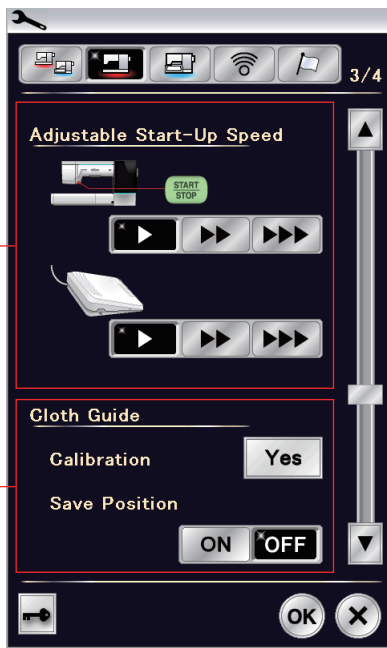 3/4
Adjustable Start-Up Speed
START
STOP
Cloth Guide
Calibration Yes
Save Position
ON OFF
OK